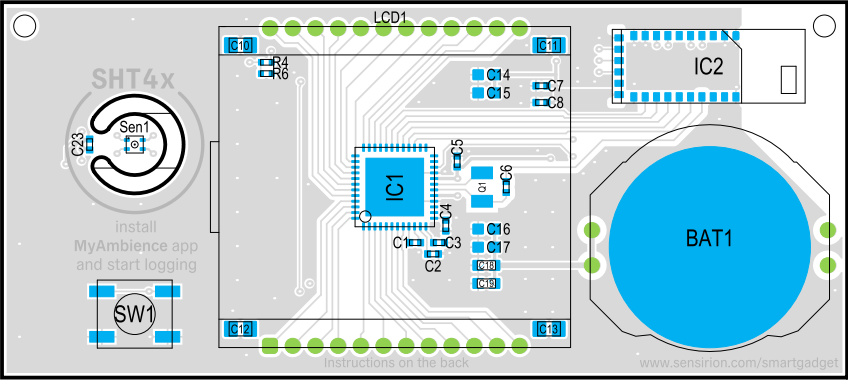 LCD1
C10
C11
R4
R6
C14
C15
C7
C8
IC2
SHT4x
Sen1
C23
C5
C6
Q1
IC1
C4
C1
C3
C2
C16
C17
C18
C19
BAT1
install
MyAmbience app
and start logging
SW1
C12
C13
Instructions on the back
www.sensirion.com/smartgadget